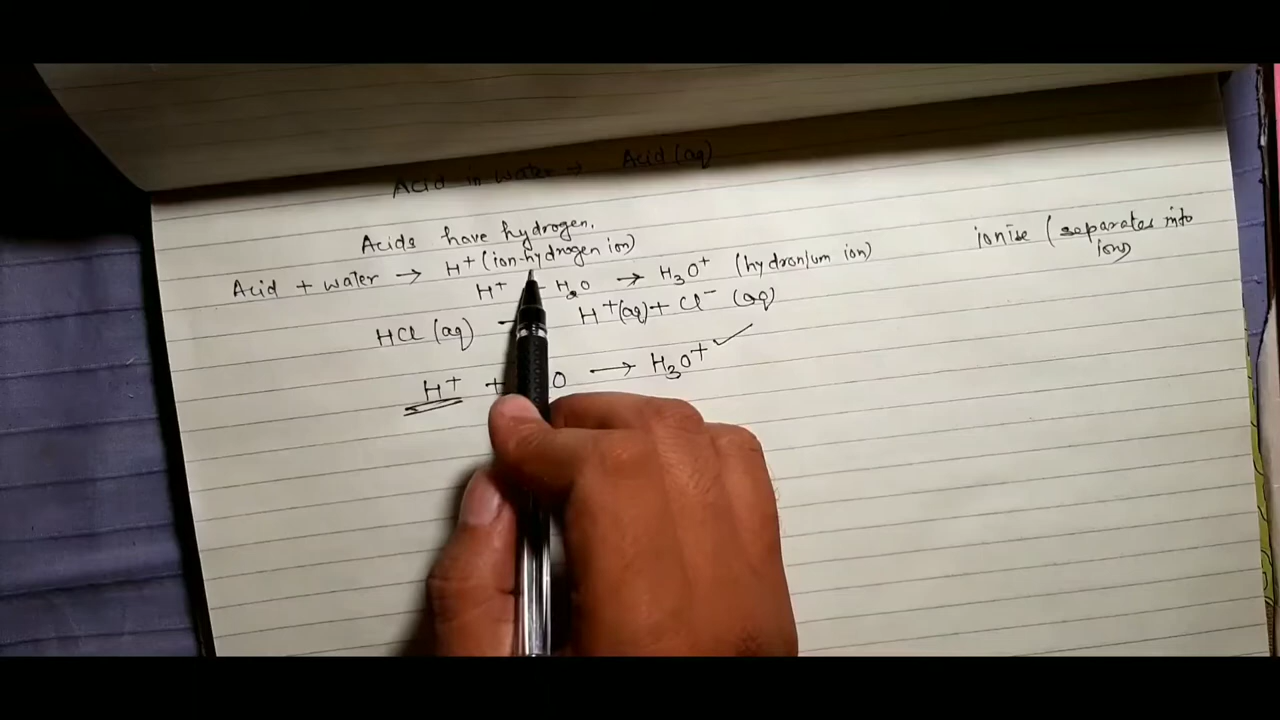 Acid in water → Acid (aq)
Acids have hydrogen.
ionise (separates into ions)
Acid + water → H⁺ (ion-hydrogen ion)
H⁺ H₂O → H₃O⁺ (hydronium ion)
HCl (aq) H⁺(aq) + Cl⁻ (aq)
H⁺ + O → H₃O⁺ ✓